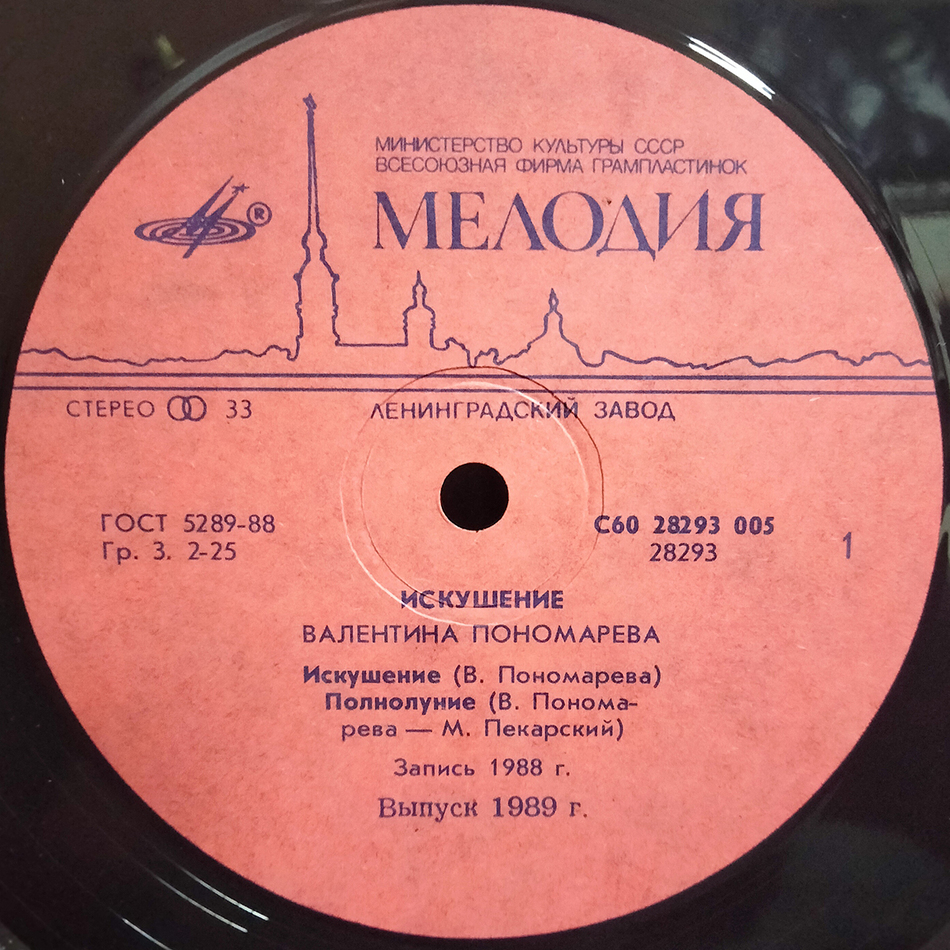 МИНИСТЕРСТВО КУЛЬТУРЫ СССР
ВСЕСОЮЗНАЯ ФИРМА ГРАМПЛАСТИНОК
МЕЛОДИЯ
®
СТЕРЕО 33
ЛЕНИНГРАДСКИЙ ЗАВОД
ГОСТ 5289-88
Гр. 3. 2-25
С60 28293 005
28293
1
ИСКУШЕНИЕ
ВАЛЕНТИНА ПОНОМАРЕВА
Искушение (В. Пономарева)
Полнолуние (В. Понома-
рева — М. Пекарский)
Запись 1988 г.
Выпуск 1989 г.